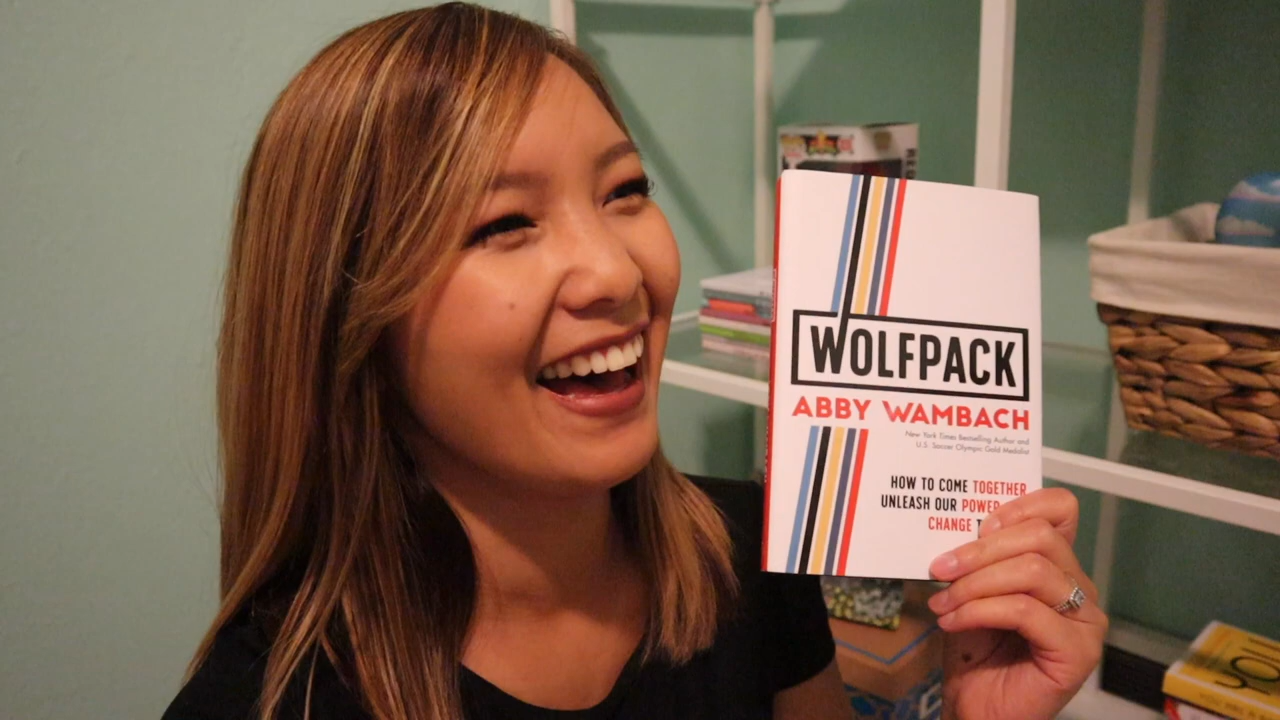 WOLFPACK
ABBY WAMBACH
New York Times Bestselling Author and
U.S. Soccer Olympic Gold Medalist
HOW TO COME TOGETHER
UNLEASH OUR POWER
CHANGE
YOU